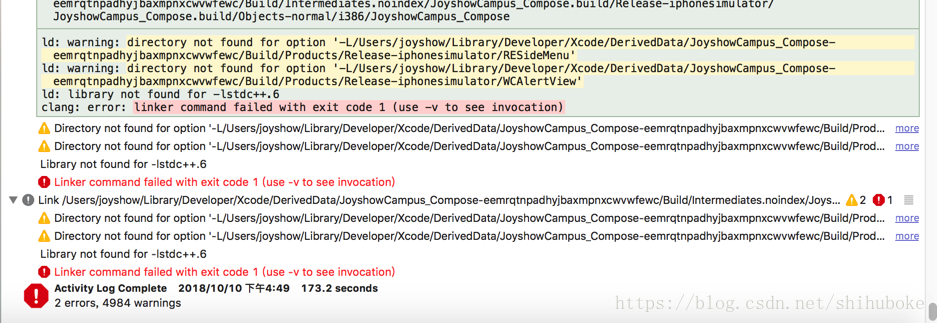 eemrqtnpadhyjbaxmpnxcwvwfewc/Build/Intermediates.noindex/JoyshowCampus_Compose.build/Release-iphonesimulator/
JoyshowCampus_Compose.build/Objects-normal/i386/JoyshowCampus_Compose
ld: warning: directory not found for option '-L/Users/joyshow/Library/Developer/Xcode/DerivedData/JoyshowCampus_Compose-
eemrqtnpadhyjbaxmpnxcwvwfewc/Build/Products/Release-iphonesimulator/RESideMenu'
ld: warning: directory not found for option '-L/Users/joyshow/Library/Developer/Xcode/DerivedData/JoyshowCampus_Compose-
eemrqtnpadhyjbaxmpnxcwvwfewc/Build/Products/Release-iphonesimulator/WCAlertView'
ld: library not found for -lstdc++.6
clang: error: linker command failed with exit code 1 (use -v to see invocation)
Directory not found for option '-L/Users/joyshow/Library/Developer/Xcode/DerivedData/JoyshowCampus_Compose-eemrqtnpadhyjbaxmpnxcwvwfewc/Build/Prod... more
Directory not found for option '-L/Users/joyshow/Library/Developer/Xcode/DerivedData/JoyshowCampus_Compose-eemrqtnpadhyjbaxmpnxcwvwfewc/Build/Prod... more
Library not found for -lstdc++.6
Linker command failed with exit code 1 (use -v to see invocation)
Link /Users/joyshow/Library/Developer/Xcode/DerivedData/JoyshowCampus_Compose-eemrqtnpadhyjbaxmpnxcwvwfewc/Build/Intermediates.noindex/Joys... 2 1
Directory not found for option '-L/Users/joyshow/Library/Developer/Xcode/DerivedData/JoyshowCampus_Compose-eemrqtnpadhyjbaxmpnxcwvwfewc/Build/Prod... more
Directory not found for option '-L/Users/joyshow/Library/Developer/Xcode/DerivedData/JoyshowCampus_Compose-eemrqtnpadhyjbaxmpnxcwvwfewc/Build/Prod... more
Library not found for -lstdc++.6
Linker command failed with exit code 1 (use -v to see invocation)
Activity Log Complete 2018/10/10 下午4:49 173.2 seconds
2 errors, 4984 warnings
https://blog.csdn.net/shihuboke